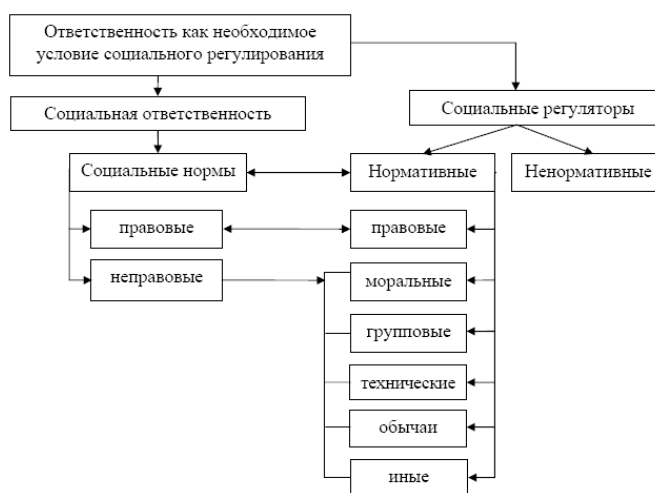 Ответственность как необходимое
условие социального регулирования
Социальная ответственность
Социальные регуляторы
Социальные нормы
Нормативные
Ненормативные
правовые
правовые
неправовые
моральные
групповые
технические
обычаи
иные